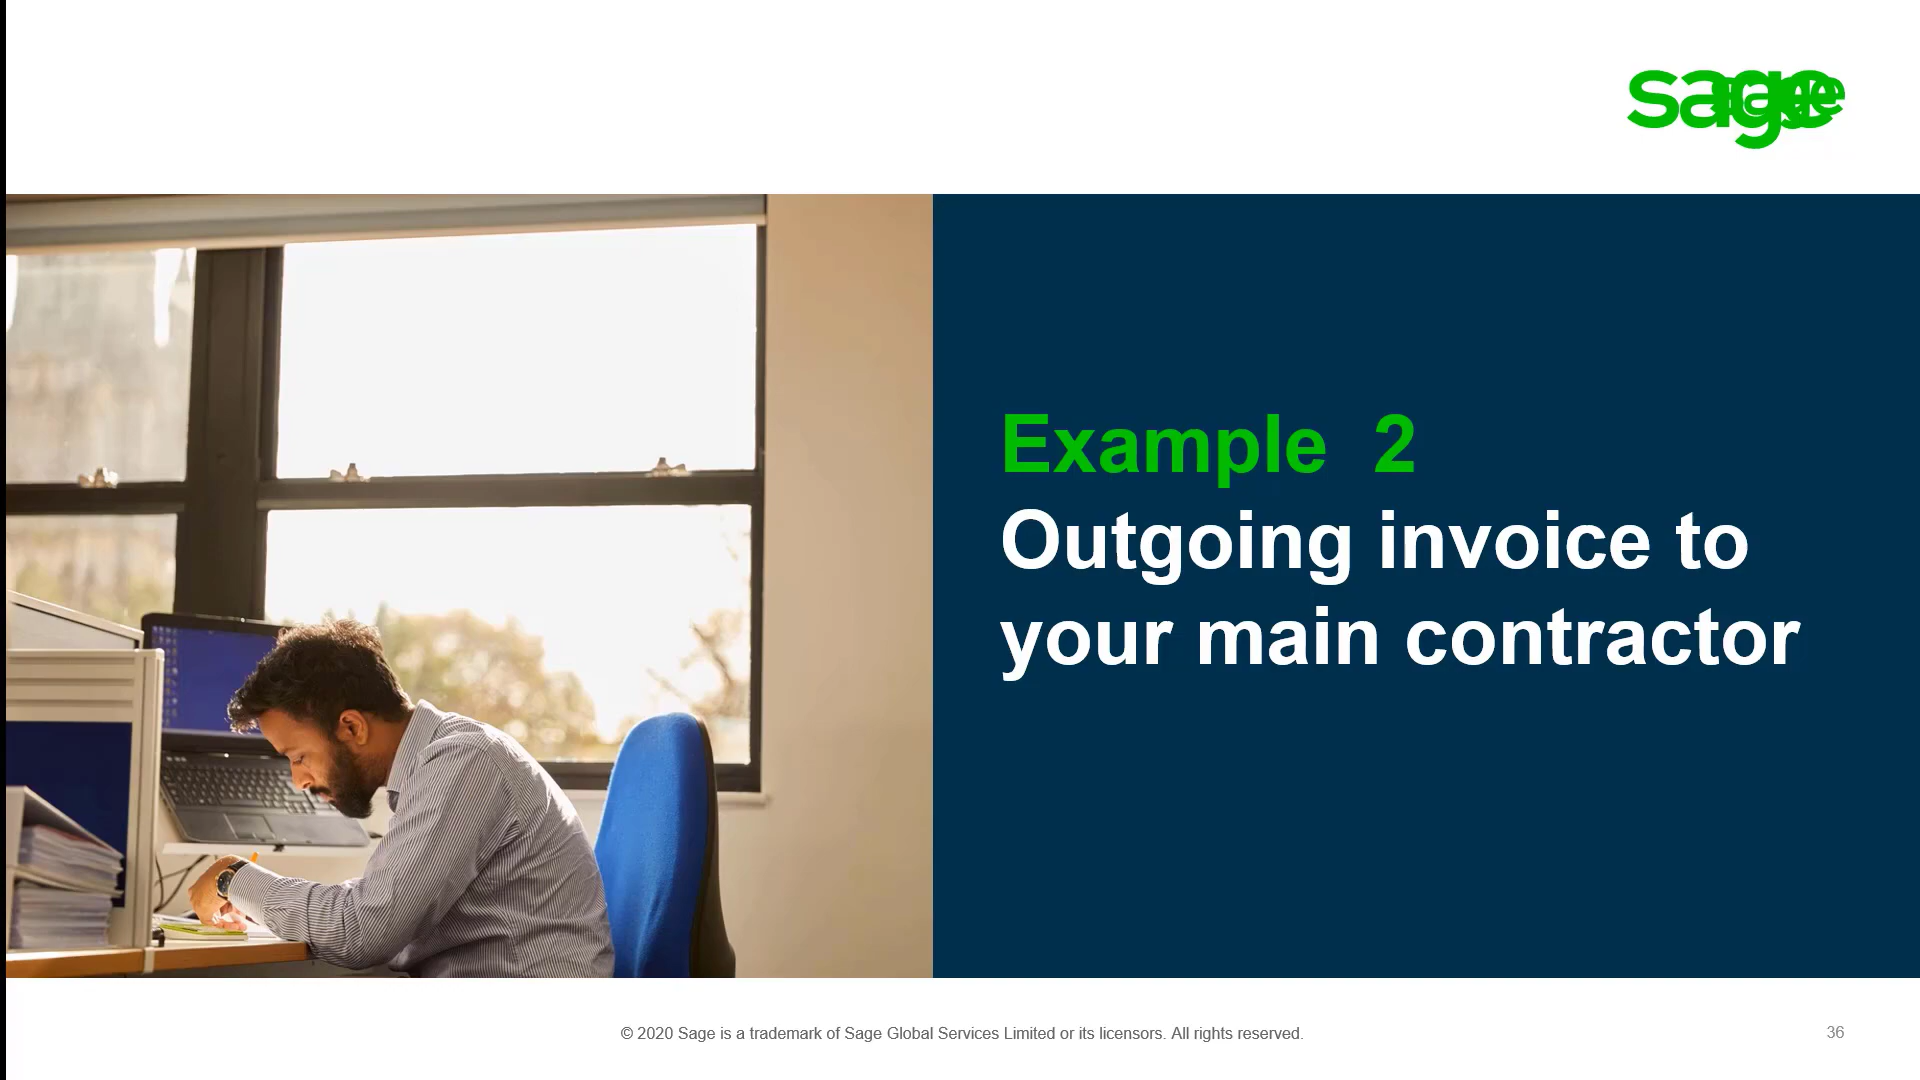 sage
Example 2
Outgoing invoice to
your main contractor
© 2020 Sage is a trademark of Sage Global Services Limited or its licensors. All rights reserved.
36